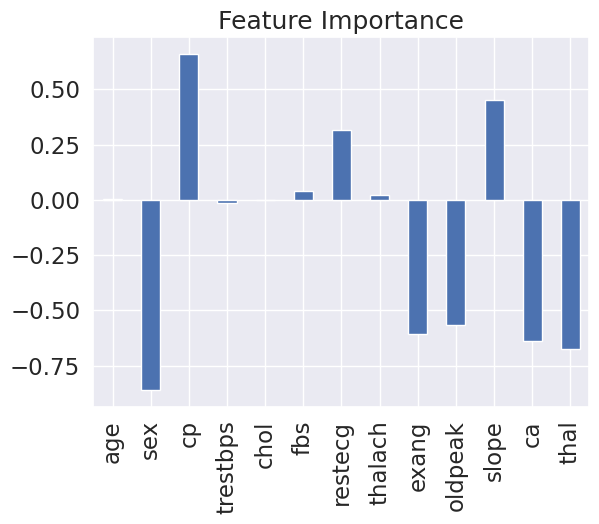 Feature Importance
0.50
0.25
0.00
−0.25
−0.50
−0.75
age
sex
cp
trestbps
chol
fbs
restecg
thalach
exang
oldpeak
slope
ca
thal